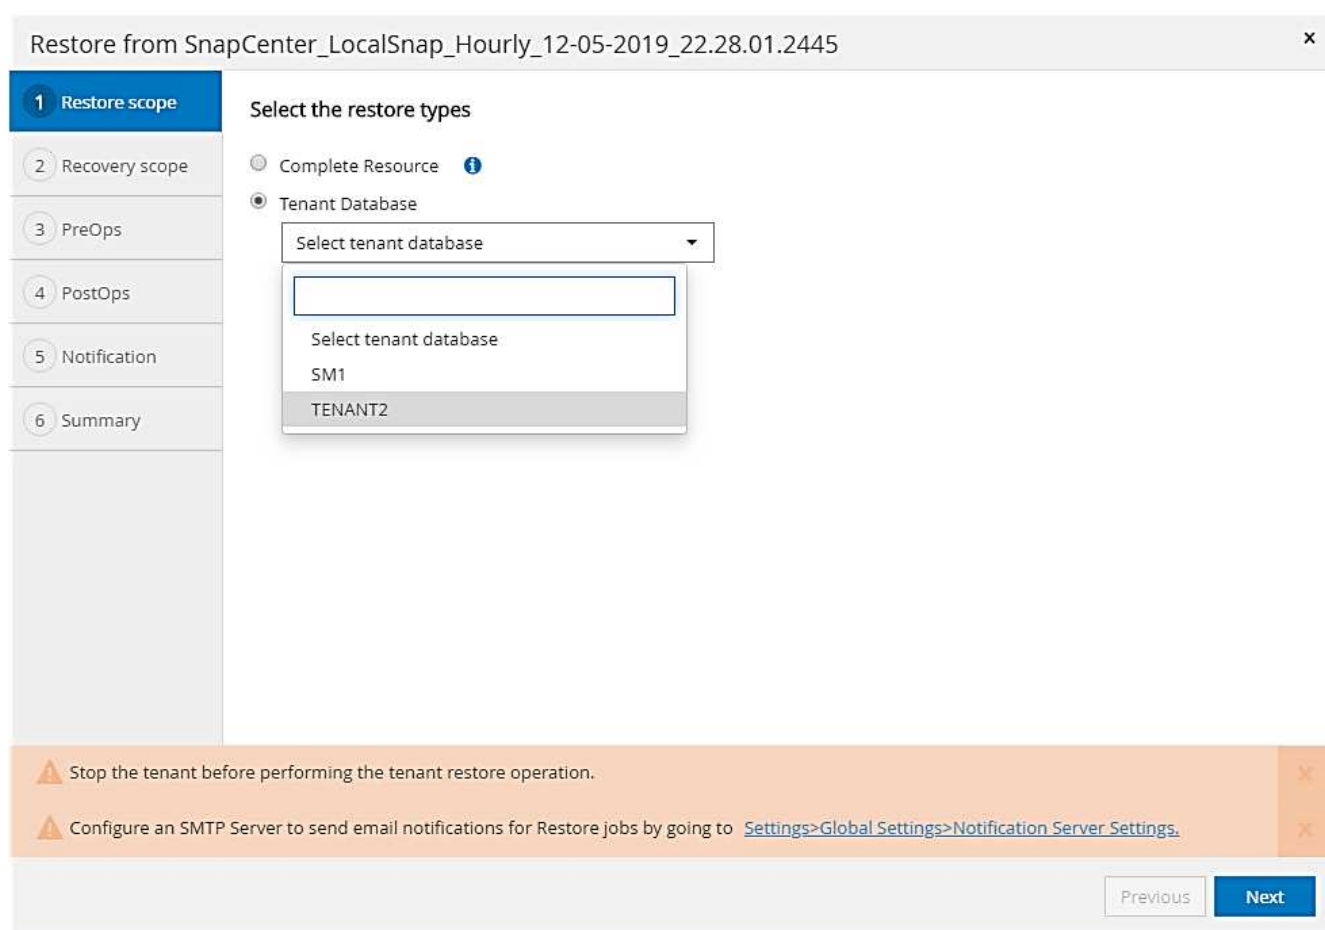 Restore from SnapCenter_LocalSnap_Hourly_12-05-2019_22.28.01.2445 x
1 Restore scope
2 Recovery scope
3 PreOps
4 PostOps
5 Notification
6 Summary
Select the restore types
Complete Resource i
Tenant Database
Select tenant database
Select tenant database
SM1
TENANT2
Stop the tenant before performing the tenant restore operation. x
Configure an SMTP Server to send email notifications for Restore jobs by going to Settings>Global Settings>Notification Server Settings. x
Previous Next